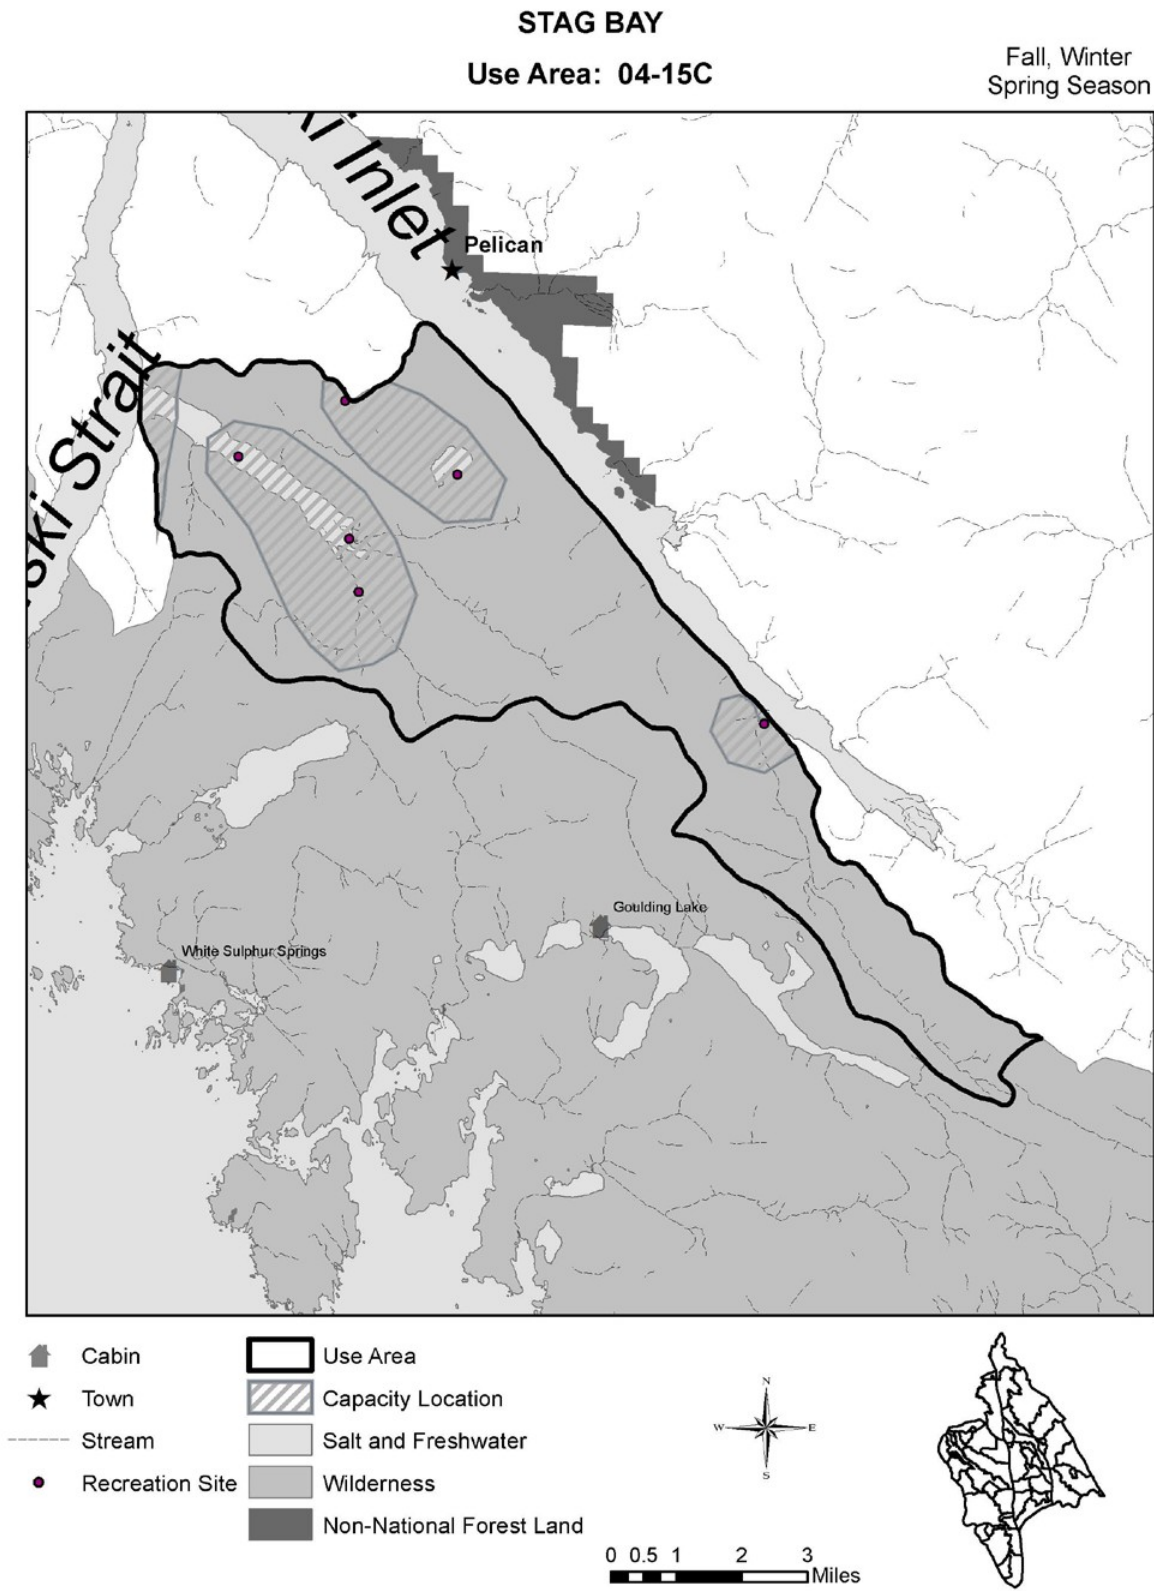 STAG BAY
Use Area: 04-15C
Fall, Winter
Spring Season
ki Inlet
Pelican
ski Strait
Goulding Lake
White Sulphur Springs
Cabin
Town
Stream
Recreation Site
Use Area
Capacity Location
Salt and Freshwater
Wilderness
Non-National Forest Land
N
W E
S
0 0.5 1 2 3
Miles